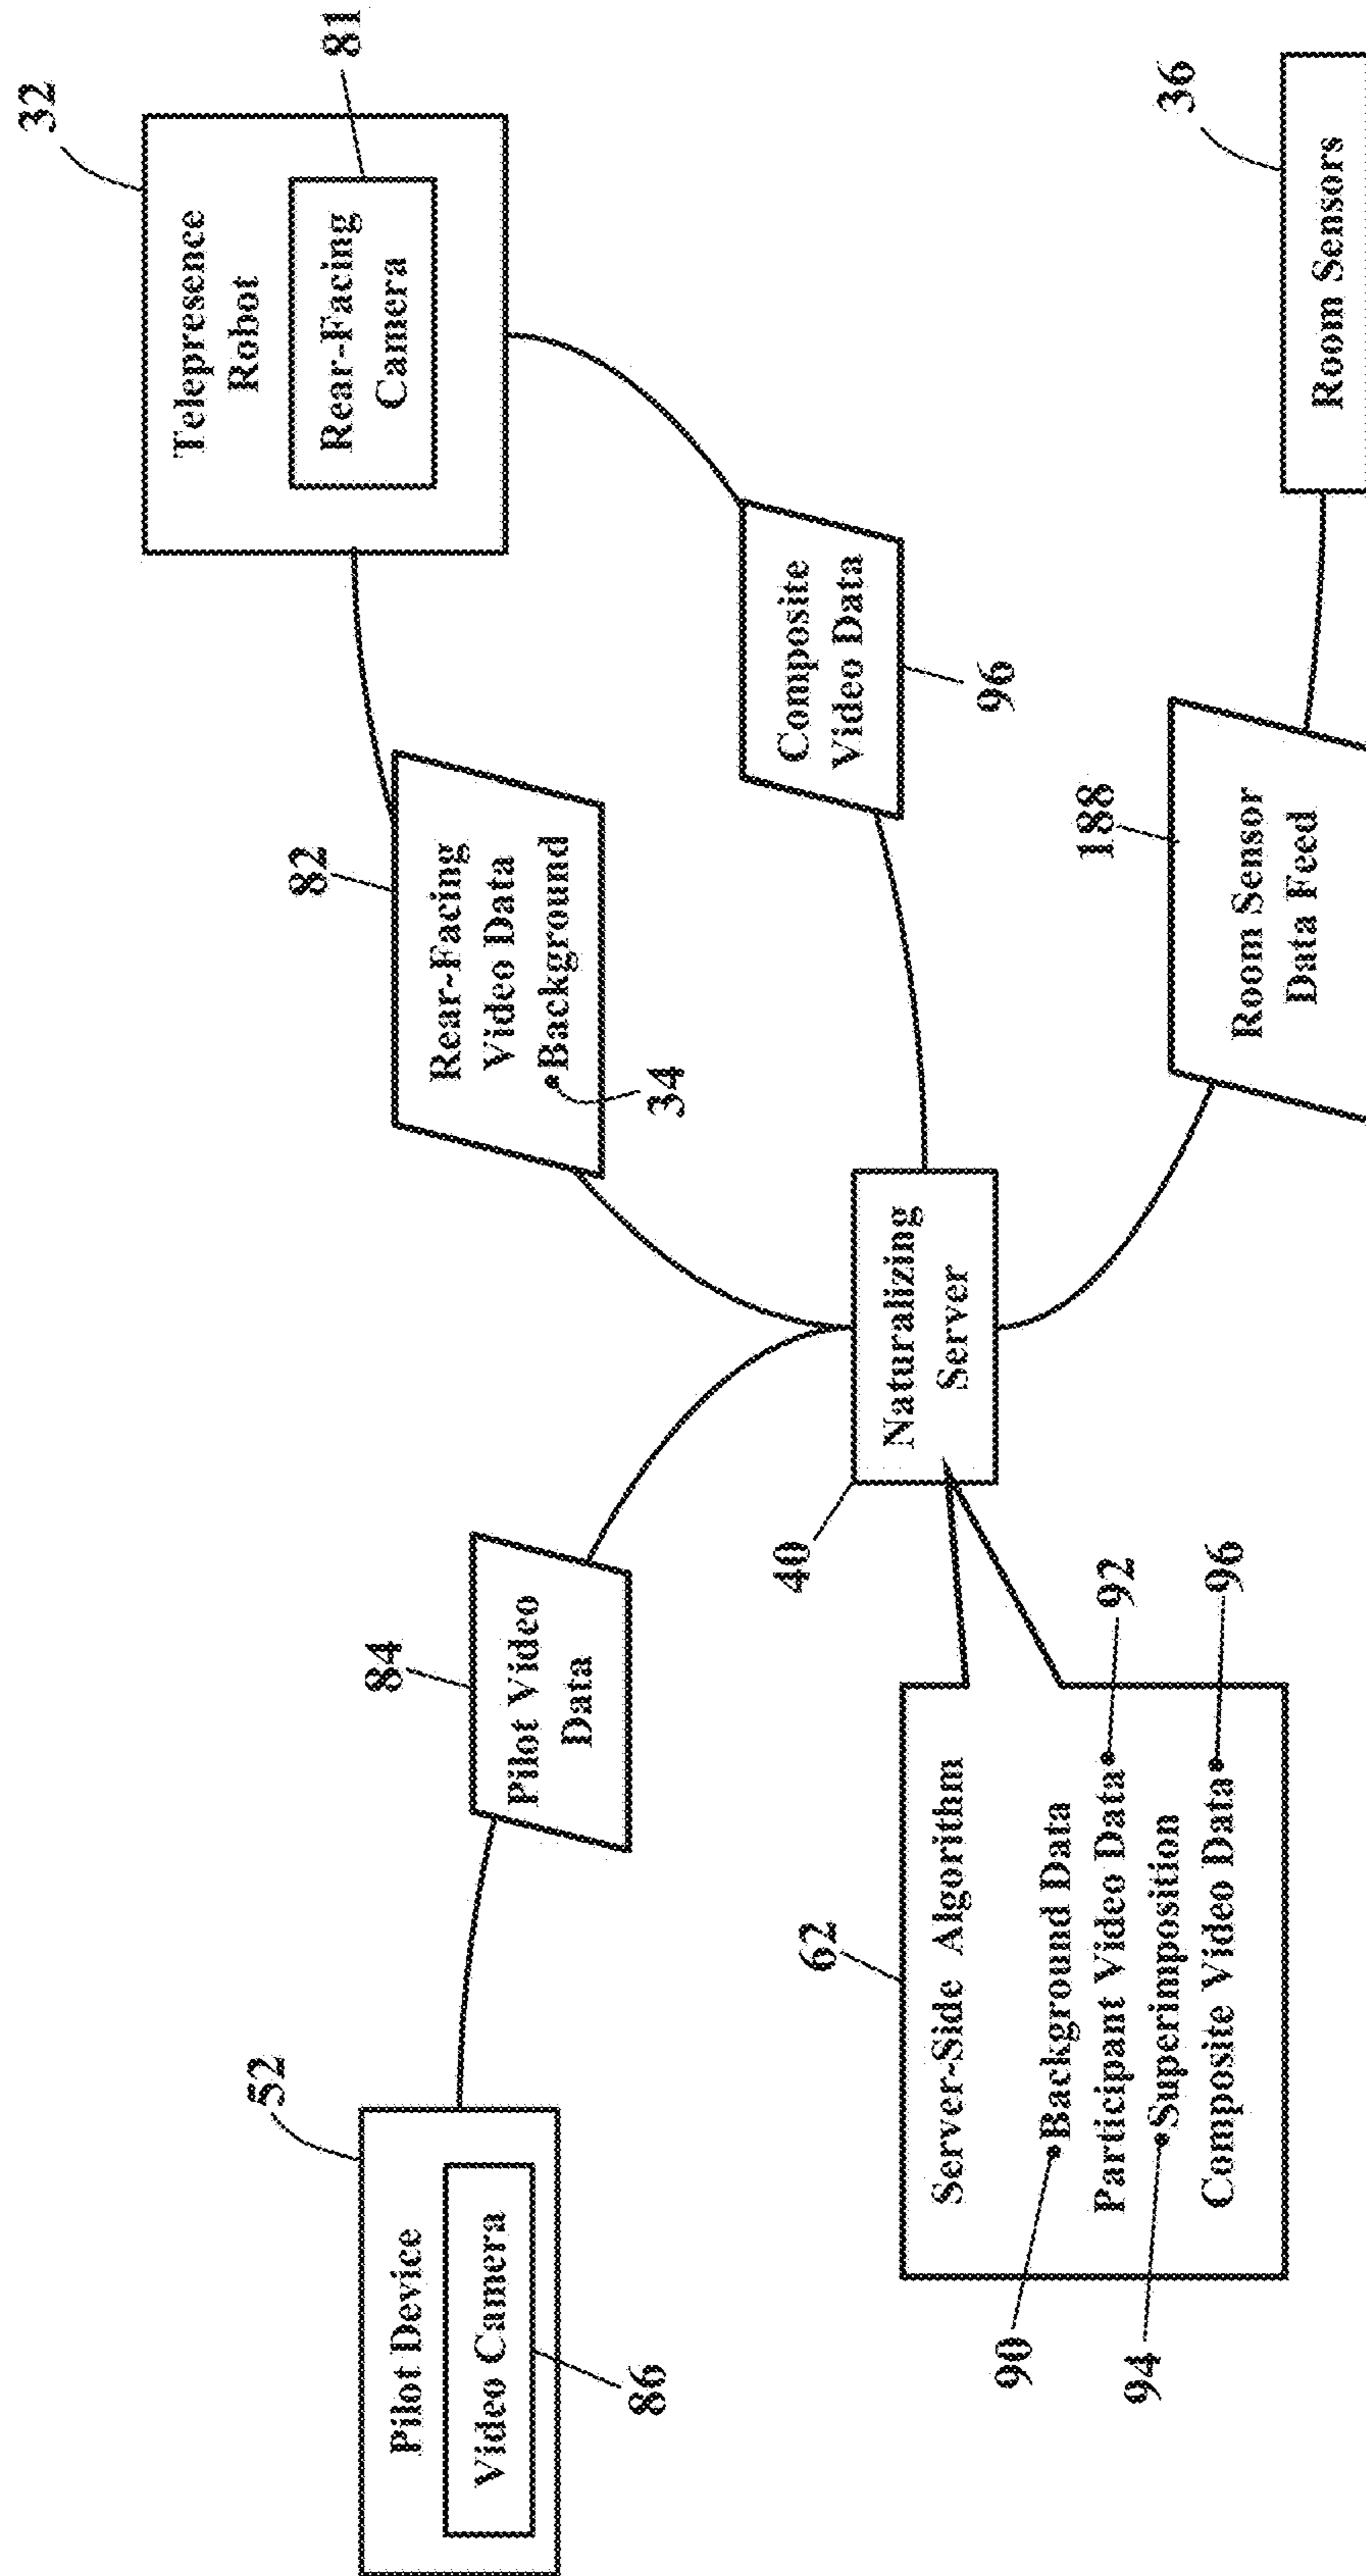 52
Pilot Device
Video Camera
86
84
Pilot Video
Data
82
Rear-Facing
Video Data
•Background
34
32
Telepresence
Robot
Rear-Facing
Camera
81
62
Server-Side Algorithm
90
•Background Data
Participant Video Data•
92
94
•Superimposition
Composite Video Data•
96
40
Naturalizing
Server
Composite
Video Data
96
188
Room Sensor
Data Feed
36
Room Sensors